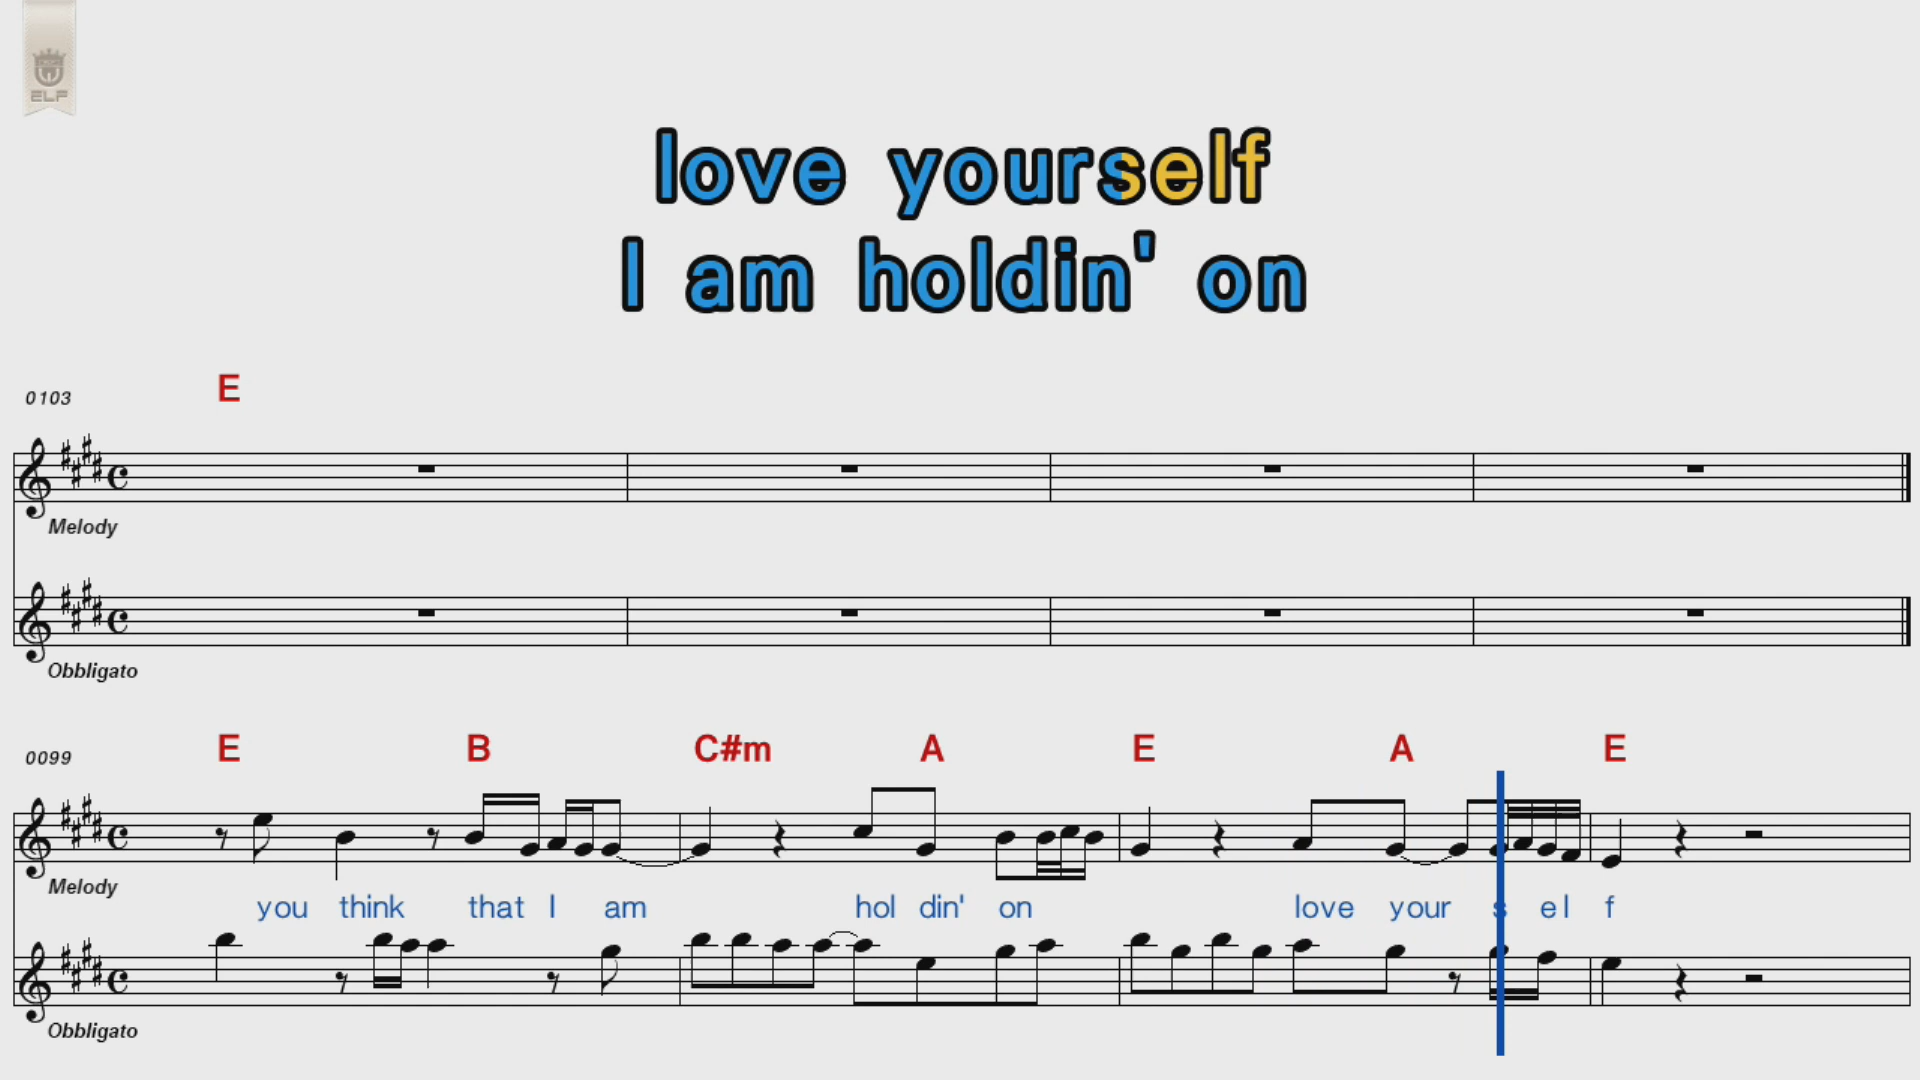 ELF
love yourself
I am holdin' on
0103 E
Melody
Obbligato
0099 E B C#m A E A E
Melody
you think that I am hol din' on love your s el f
Obbligato